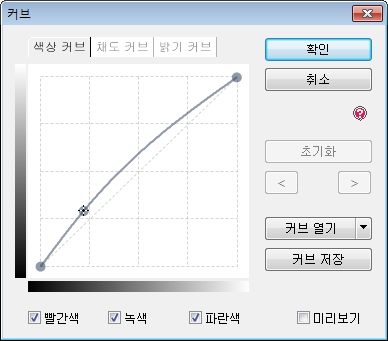 커브
색상 커브 채도 커브 밝기 커브
확인
취소
?
초기화
< >
커브 열기
커브 저장
빨간색 녹색 파란색 미리보기